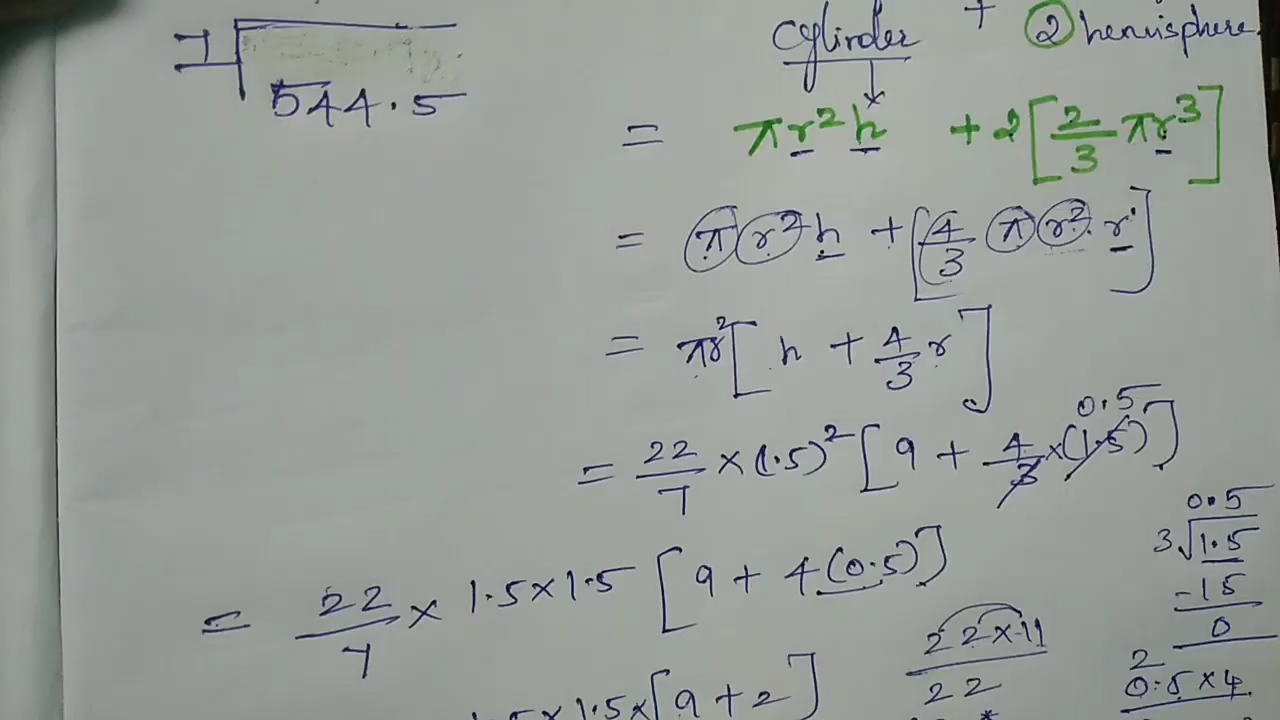 7
544.5
cylinder + 2 hemisphere
= πr²h + 2[2/3 πr³]
= πr²h + [4/3 πr².r]
= πr²[h + 4/3 r]
0.5
= 22/7 × (1.5)² [9 + 4/3 × (1.5)]
0.5
3√1.5
-15
0
= 22/7 × 1.5×1.5 [9 + 4(0.5)]
22×11
22
2
0.5×4
1.5×[9+2]